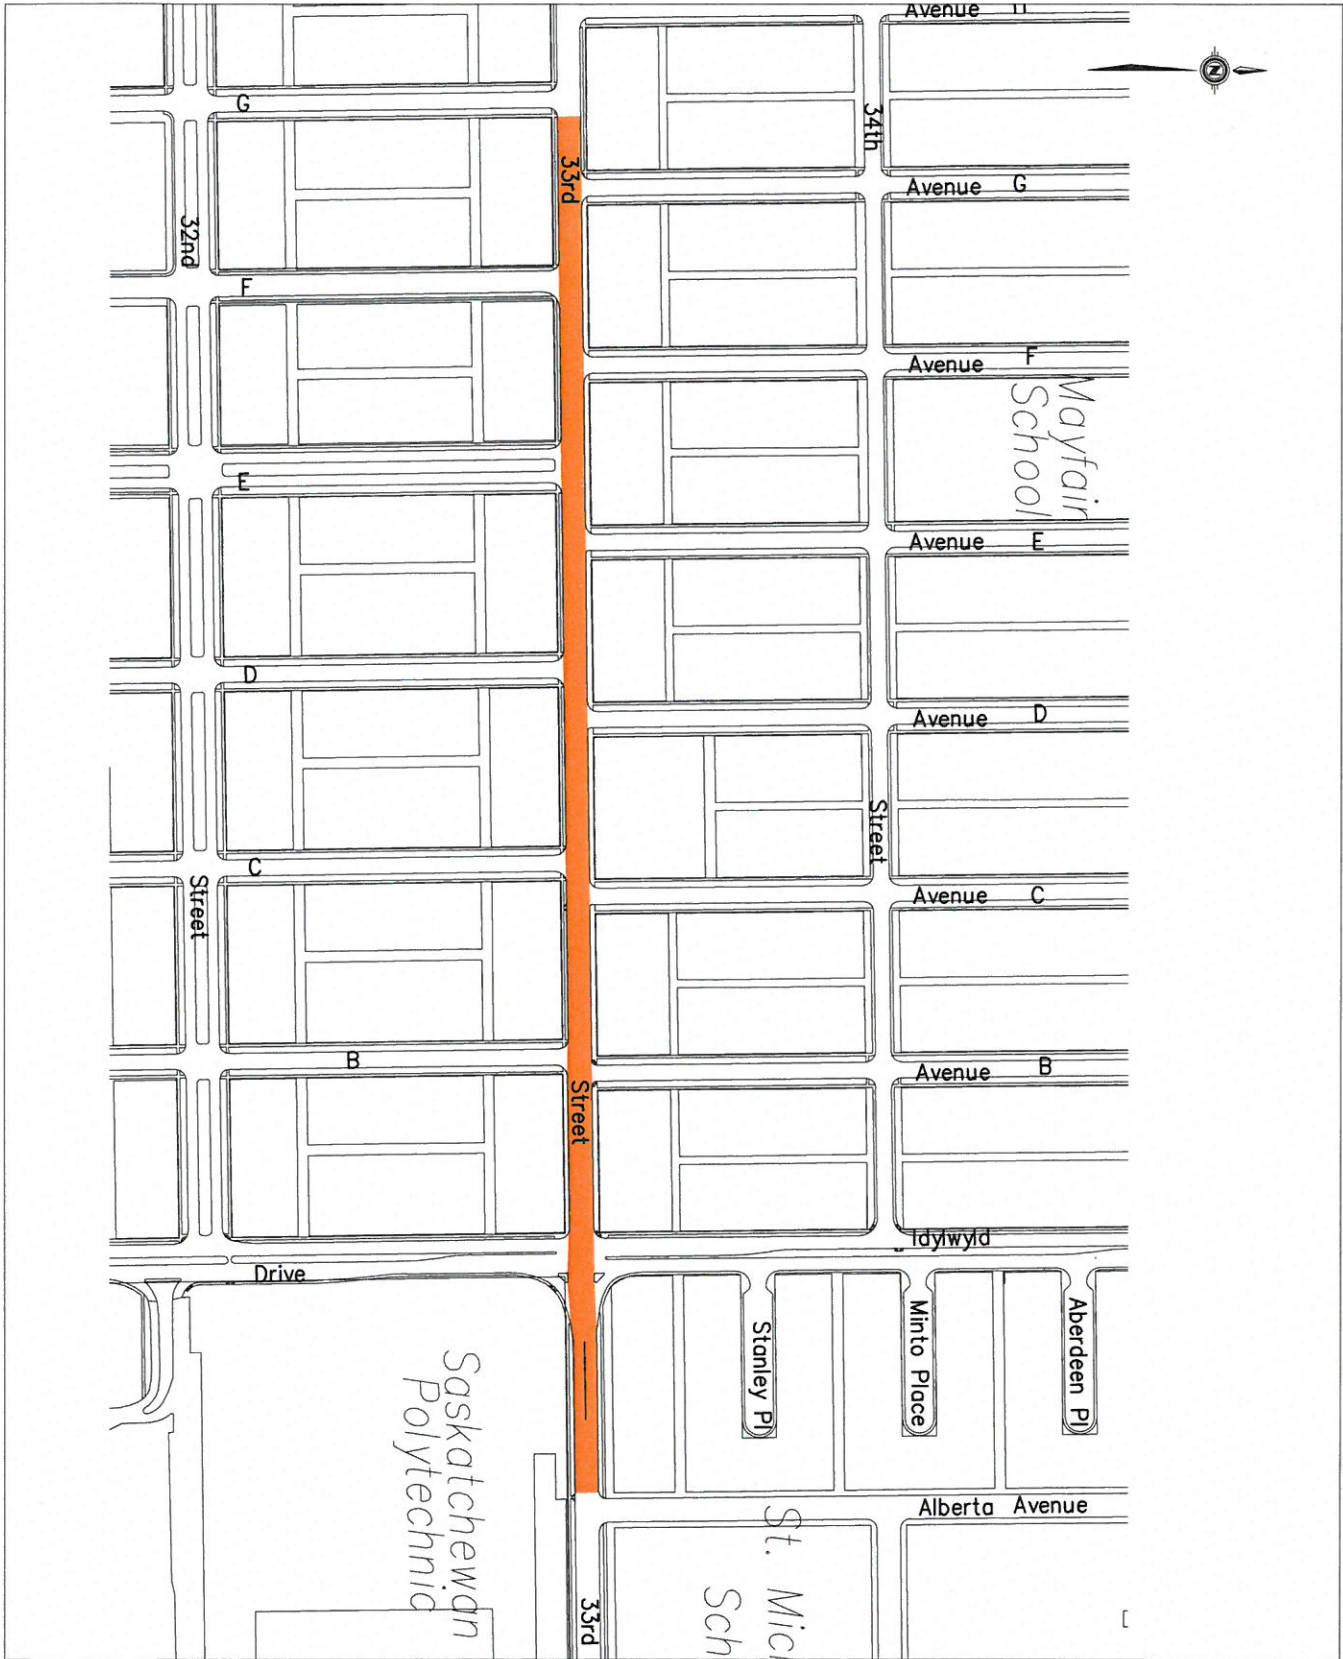 Avenue
G
33rd
34th
Avenue G
32nd
F
Avenue F
Mayfair
School
E
Avenue E
D
Avenue D
Street
C
Avenue C
Street
B
Avenue B
Street
Idylwyld
Drive
Stanley Pl
Minto Place
Aberdeen Pl
Saskatchewan
Polytechnic
Alberta Avenue
St. Mic
Sch
33rd
N